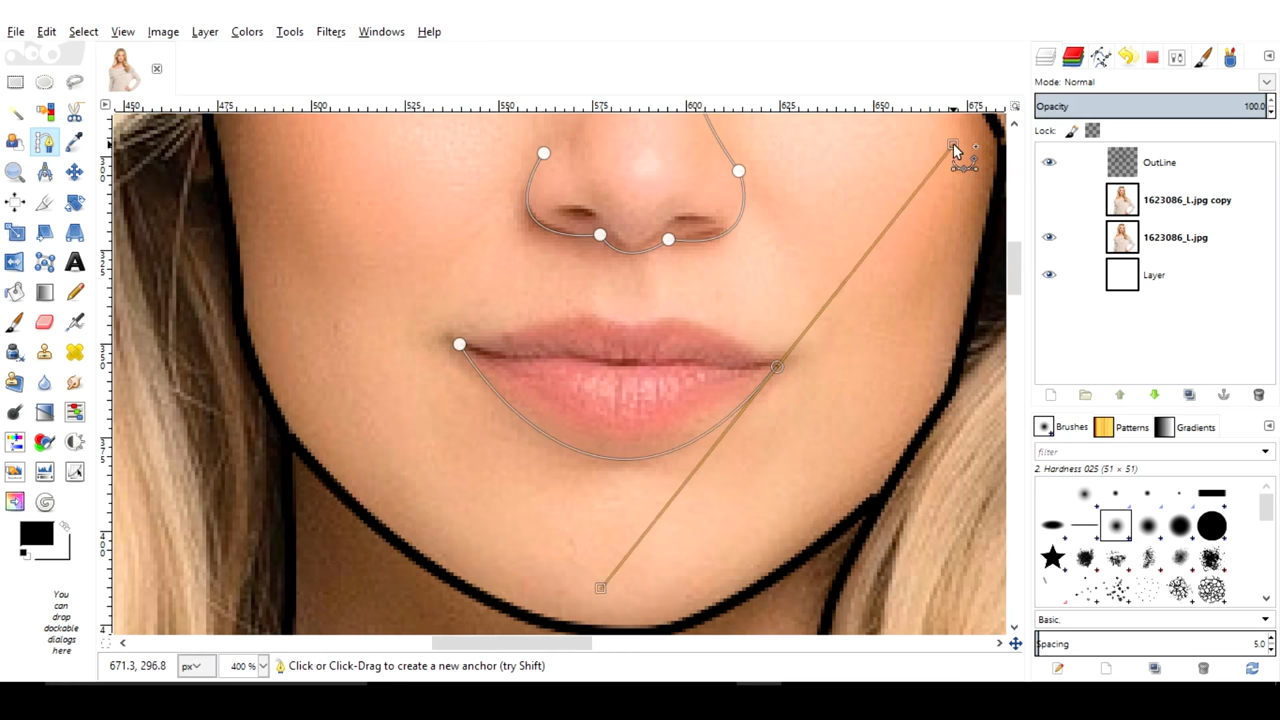 File Edit Select View Image Layer Colors Tools Filters Windows Help
450 475 500 525 550 575 600 625 650 675
Mode: Normal
Opacity 100.0
Lock:
OutLine
1623086_L.jpg copy
1623086_L.jpg
Layer
Brushes Patterns Gradients
filter
2. Hardness 025 (51 × 51)
Basic,
Spacing 5.0
You
can
drop
dockable
dialogs
here
671.3, 296.8 px 400 % Click or Click-Drag to create a new anchor (try Shift)